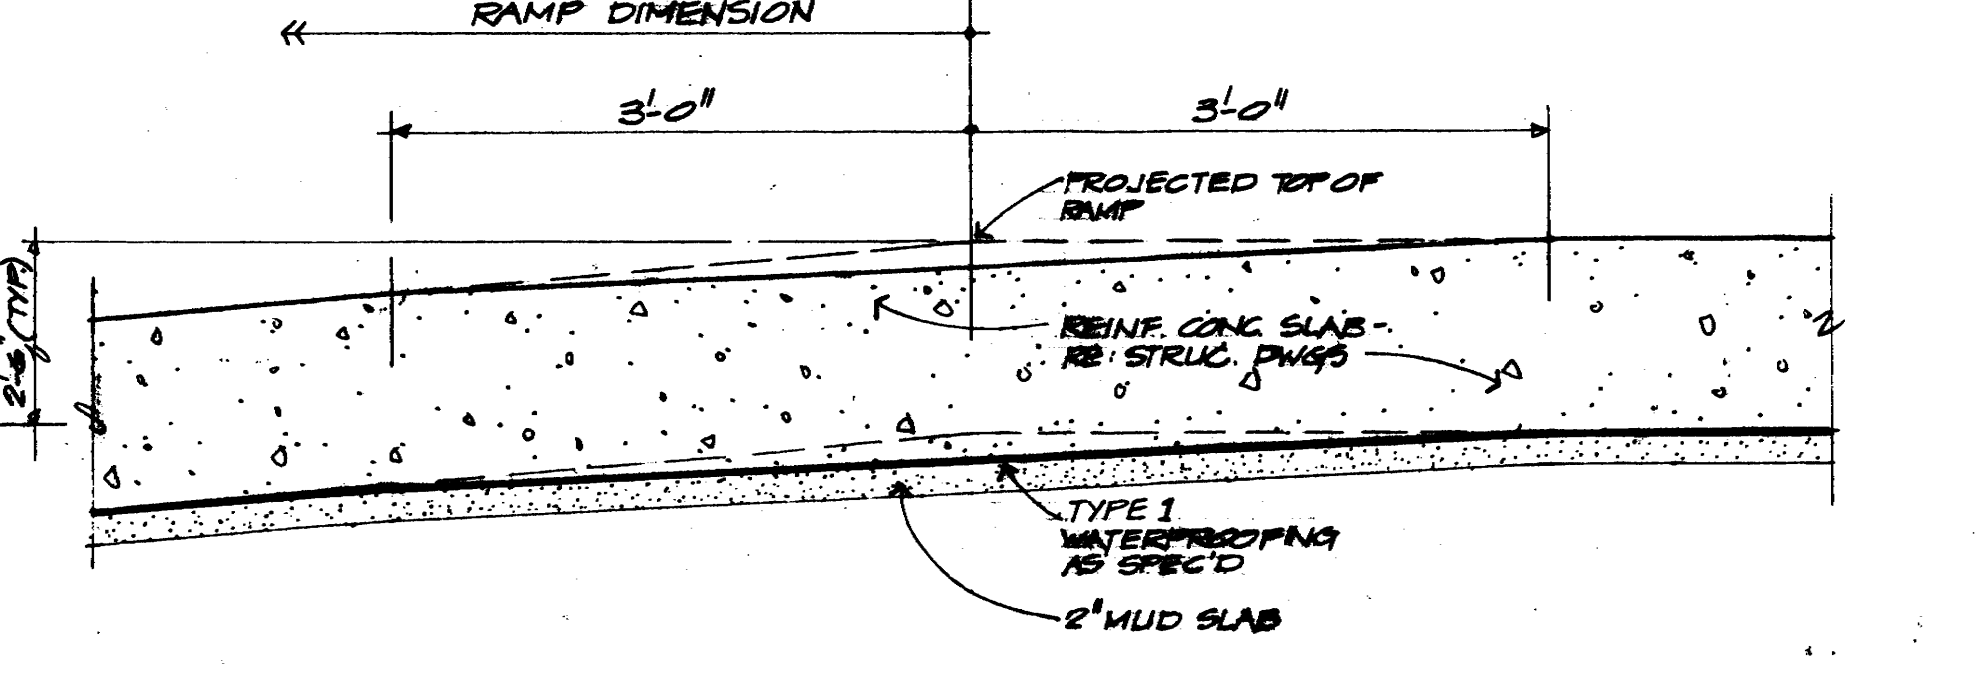 RAMP DIMENSION
3'-0"
3'-0"
PROJECTED TOP OF
RAMP
(TYP.)
REINF. CONC. SLAB -
RE: STRUC. DWGS
TYPE 1
WATERPROOFING
AS SPEC'D
2" MUD SLAB